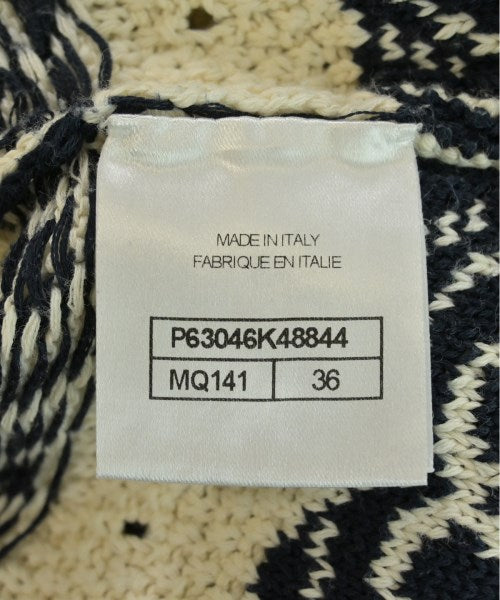 MADE IN ITALY
FABRIQUE EN ITALIE
P63046K48844
MQ141 36